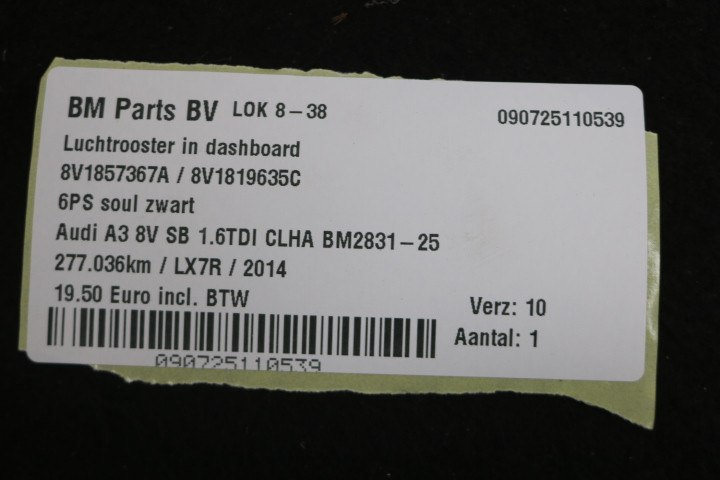 BM Parts BV LOK 8-38 090725110539
Luchtrooster in dashboard
8V1857367A / 8V1819635C
6PS soul zwart
Audi A3 8V SB 1.6TDI CLHA BM2831-25
277.036km / LX7R / 2014
19.50 Euro incl. BTW Verz: 10
Aantal: 1
090725110539